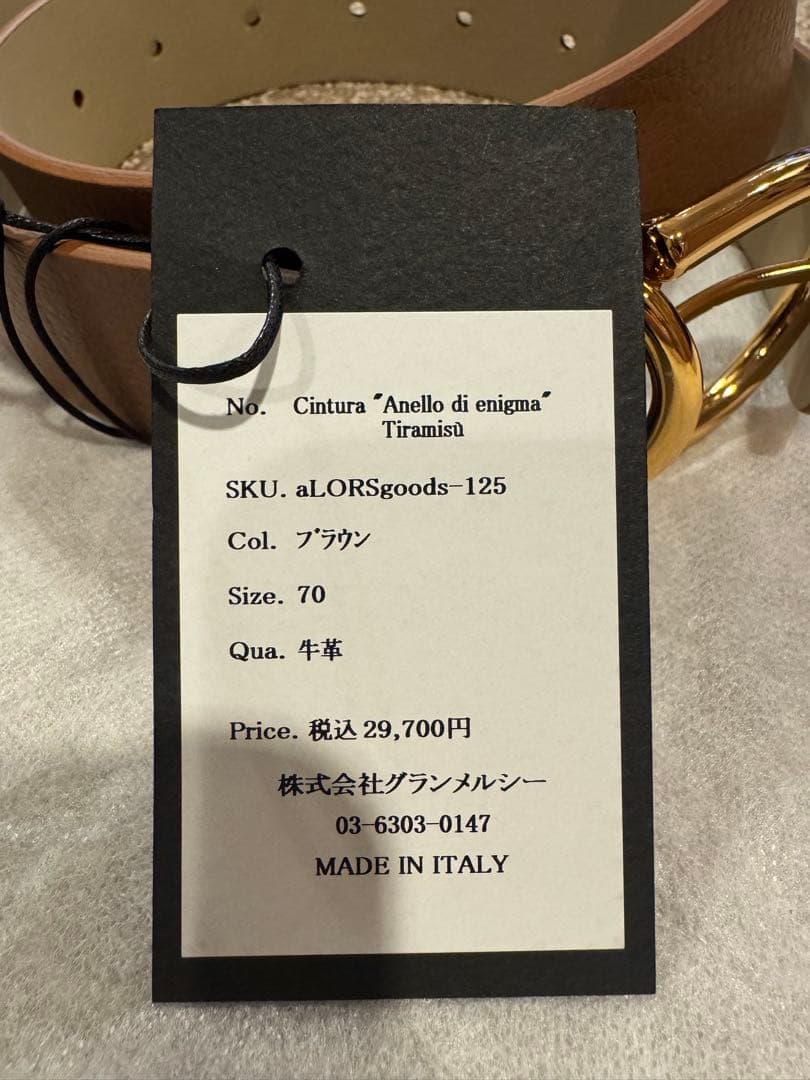 No. Cintura "Anello di enigma"
Tiramisù
SKU. aLORSgoods-125
Col. ブラウン
Size. 70
Qua. 牛革
Price. 税込 29,700円
株式会社グランメルシー
03-6303-0147
MADE IN ITALY